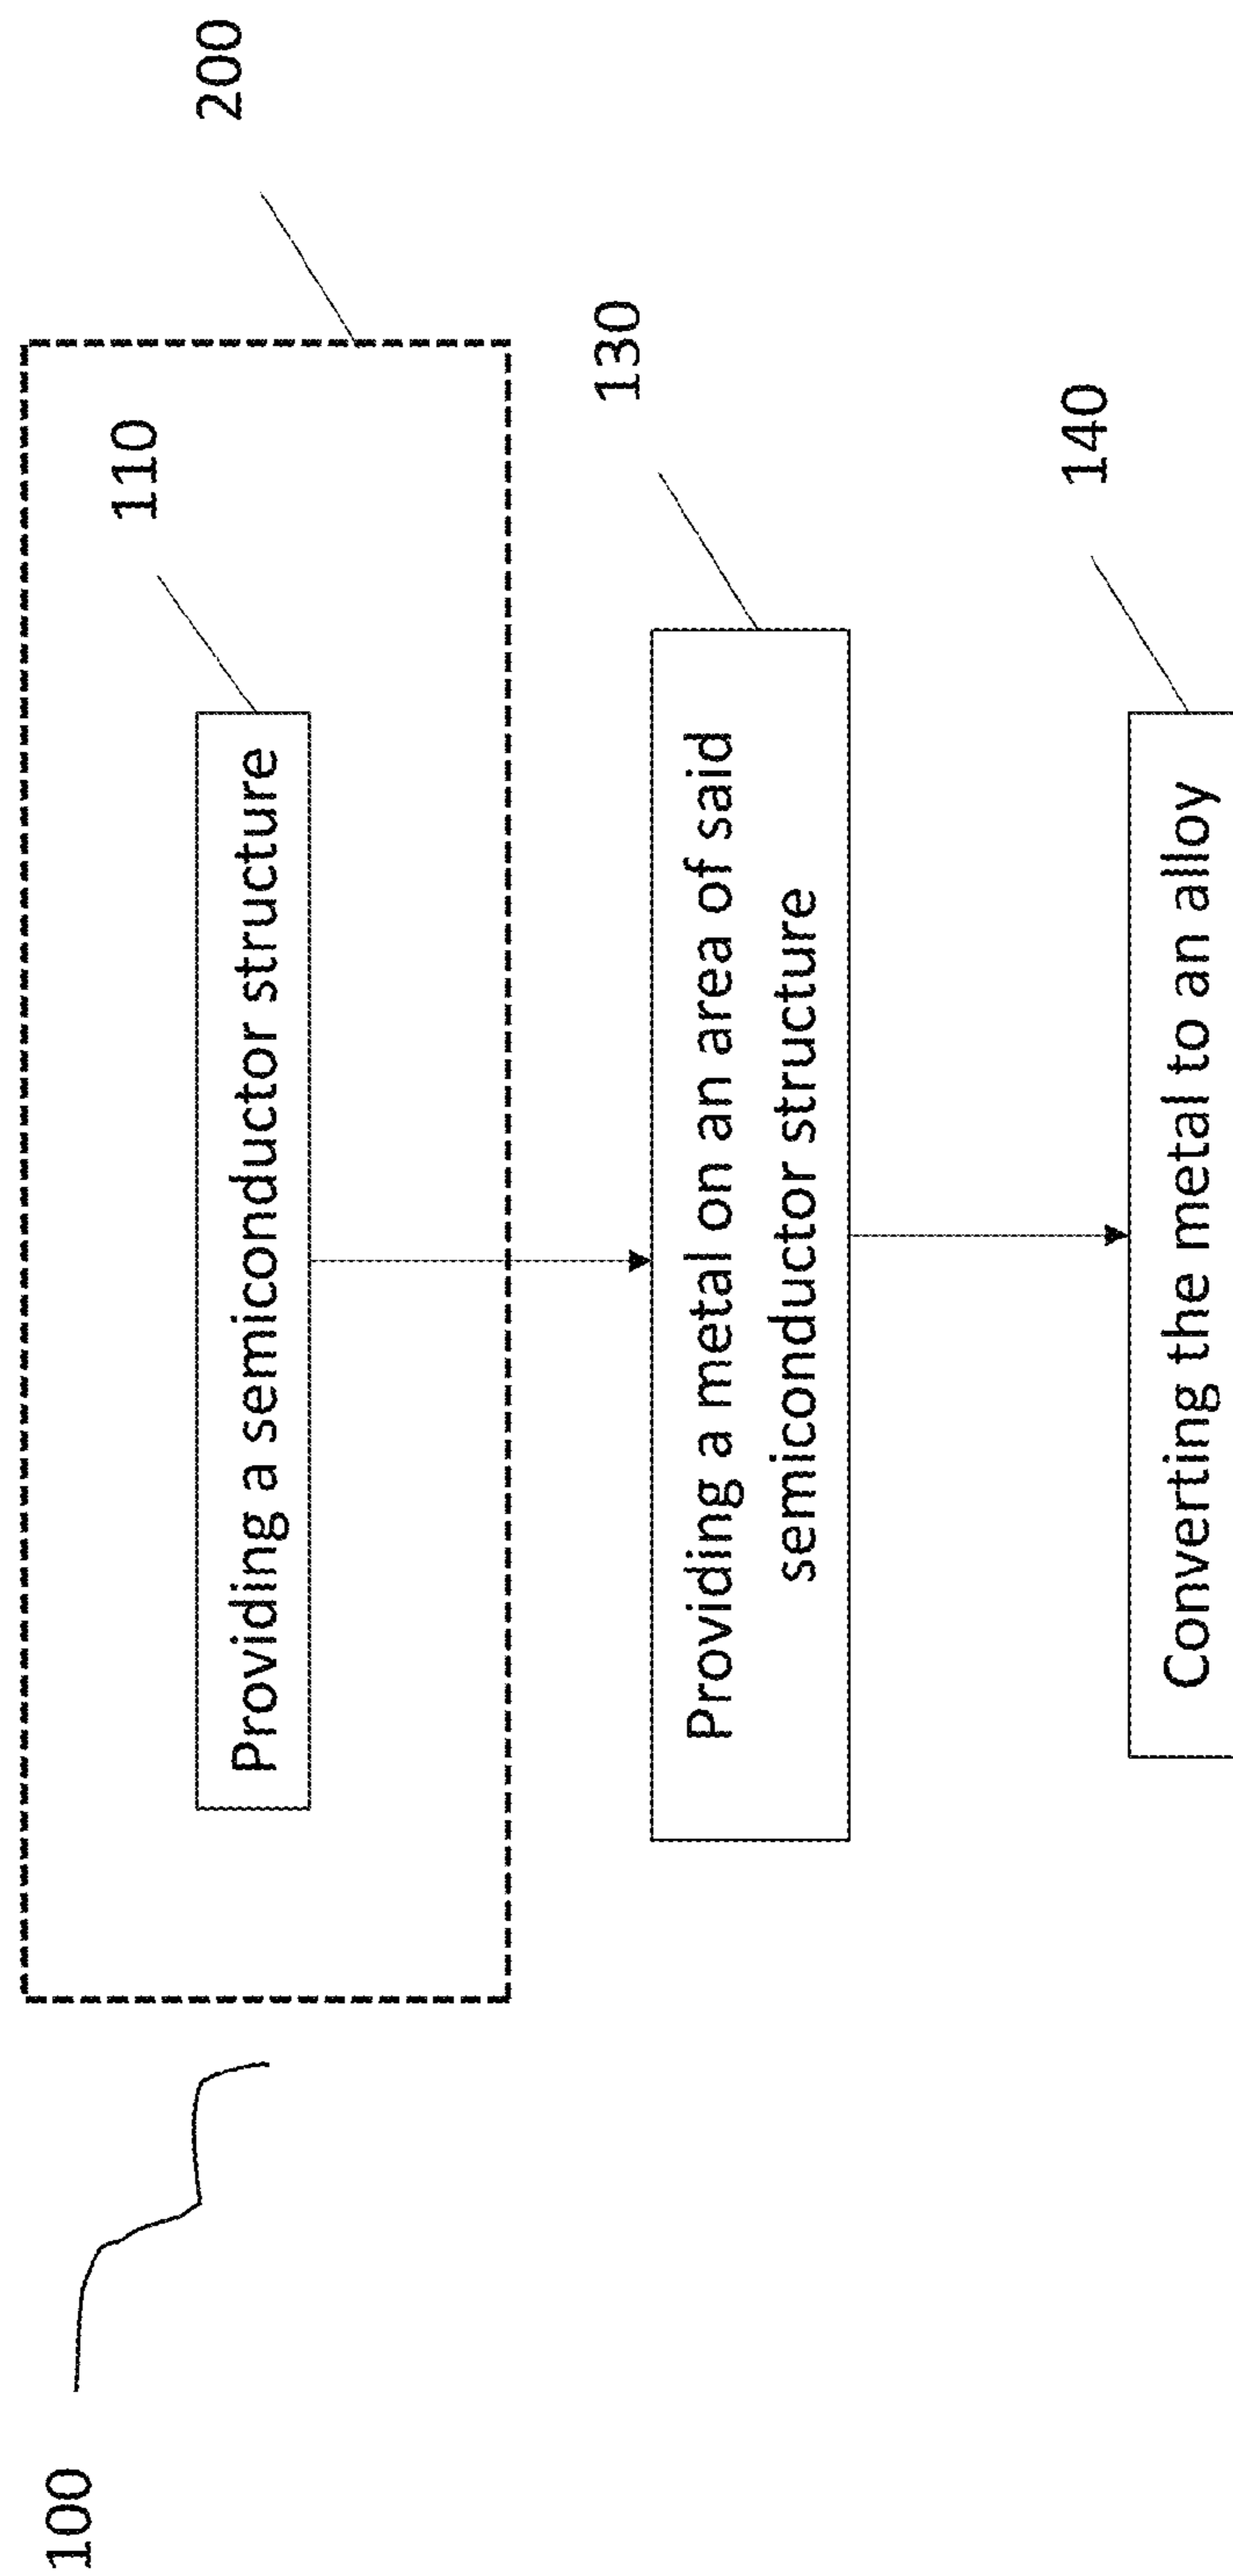 100
200
110
Providing a semiconductor structure
130
Providing a metal on an area of said
semiconductor structure
140
Converting the metal to an alloy